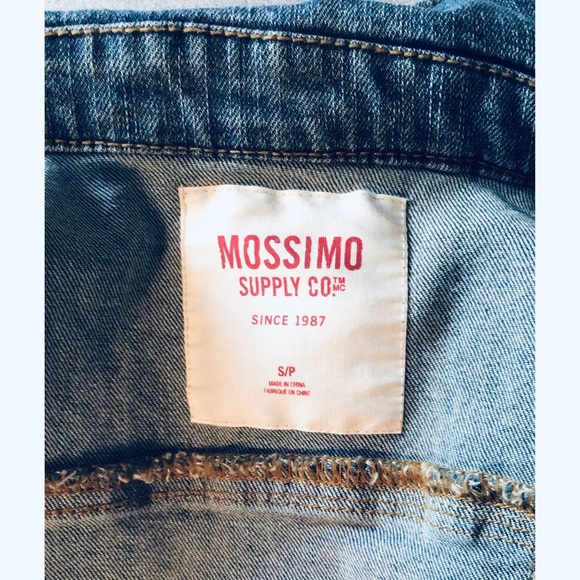 MOSSIMO
SUPPLY CO.™ MC
SINCE 1987
S/P
MADE IN CHINA
FABRIQUÉ EN CHINE